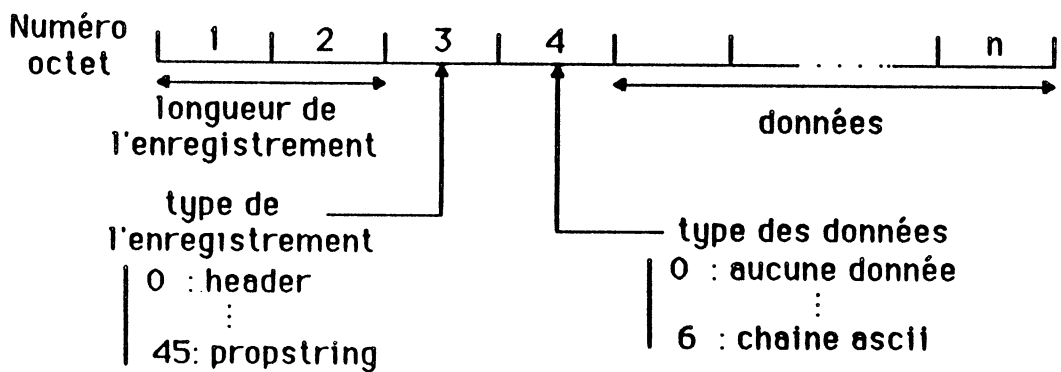 Numéro octet 1 2 3 4 ..... n
longueur de
l'enregistrement
données
type de
l'enregistrement
0 : header
⋮
45: propstring
type des données
0 : aucune donnée
⋮
6 : chaine ascii